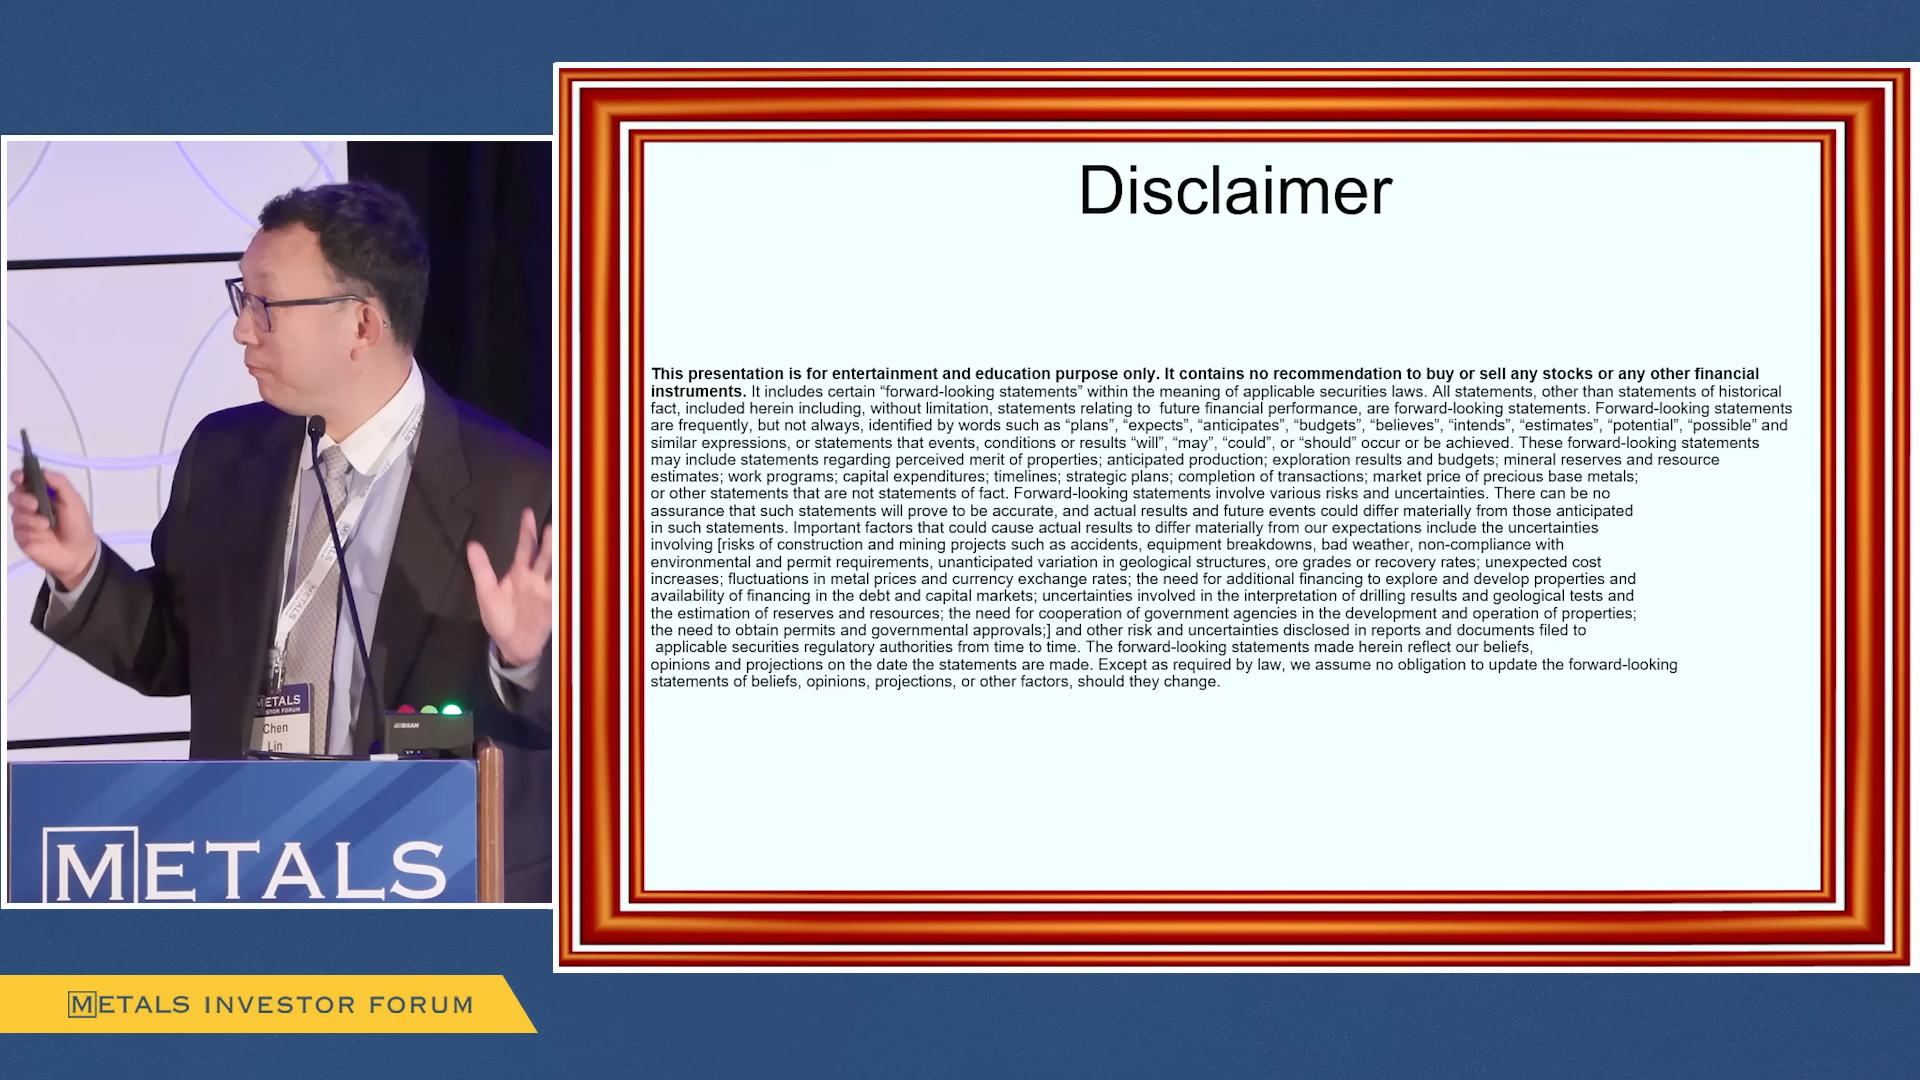 Disclaimer
This presentation is for entertainment and education purpose only. It contains no recommendation to buy or sell any stocks or any other financial
instruments. It includes certain “forward-looking statements” within the meaning of applicable securities laws. All statements, other than statements of historical
fact, included herein including, without limitation, statements relating to  future financial performance, are forward-looking statements. Forward-looking statements
are frequently, but not always, identified by words such as “plans”, “expects”, “anticipates”, “budgets”, “believes”, “intends”, “estimates”, “potential”, “possible” and
similar expressions, or statements that events, conditions or results “will”, “may”, “could”, or “should” occur or be achieved. These forward-looking statements
may include statements regarding perceived merit of properties; anticipated production; exploration results and budgets; mineral reserves and resource
estimates; work programs; capital expenditures; timelines; strategic plans; completion of transactions; market price of precious base metals;
or other statements that are not statements of fact. Forward-looking statements involve various risks and uncertainties. There can be no
assurance that such statements will prove to be accurate, and actual results and future events could differ materially from those anticipated
in such statements. Important factors that could cause actual results to differ materially from our expectations include the uncertainties
involving [risks of construction and mining projects such as accidents, equipment breakdowns, bad weather, non-compliance with
environmental and permit requirements, unanticipated variation in geological structures, ore grades or recovery rates; unexpected cost
increases; fluctuations in metal prices and currency exchange rates; the need for additional financing to explore and develop properties and
availability of financing in the debt and capital markets; uncertainties involved in the interpretation of drilling results and geological tests and
the estimation of reserves and resources; the need for cooperation of government agencies in the development and operation of properties;
the need to obtain permits and governmental approvals;] and other risk and uncertainties disclosed in reports and documents filed to
applicable securities regulatory authorities from time to time. The forward-looking statements made herein reflect our beliefs,
opinions and projections on the date the statements are made. Except as required by law, we assume no obligation to update the forward-looking
statements of beliefs, opinions, projections, or other factors, should they change.
METALS
Chen
Lin
DSAN
METALS
METALS INVESTOR FORUM